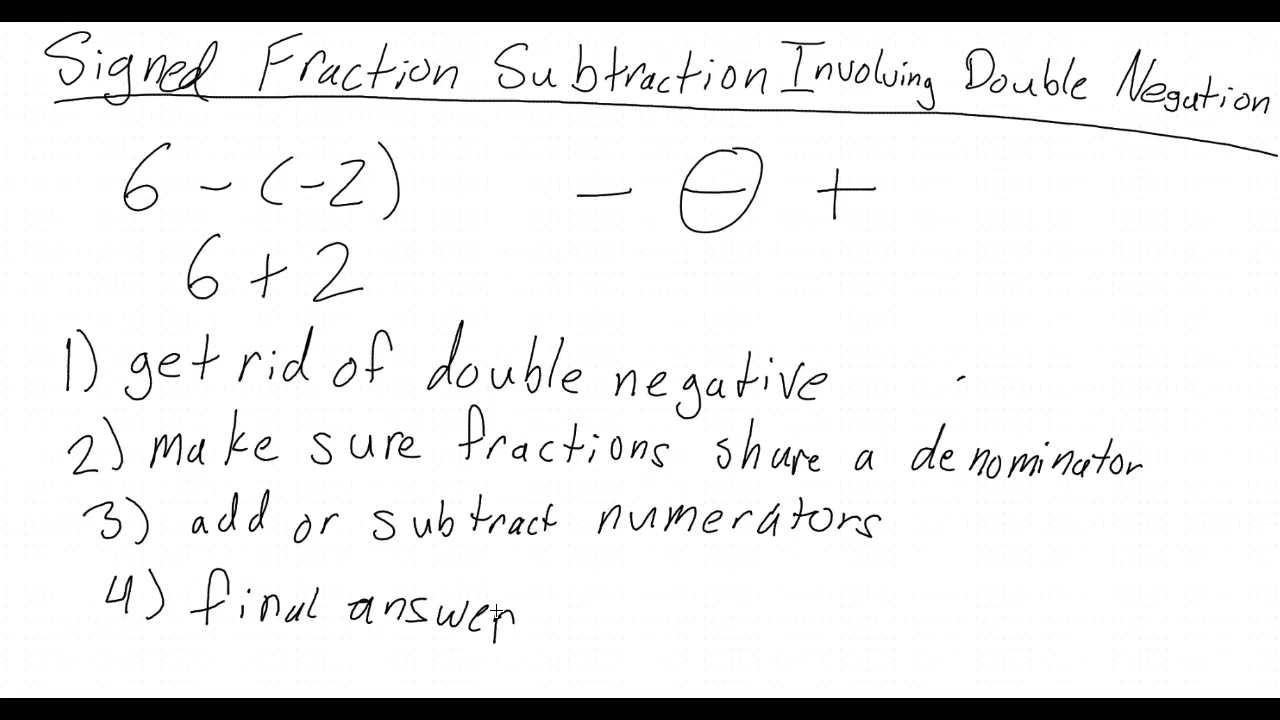 Signed Fraction Subtraction Involving Double Negation
6 - (-2) - ⊖ +
6 + 2
1) get rid of double negative
2) make sure fractions share a denominator
3) add or subtract numerators
4) final answer